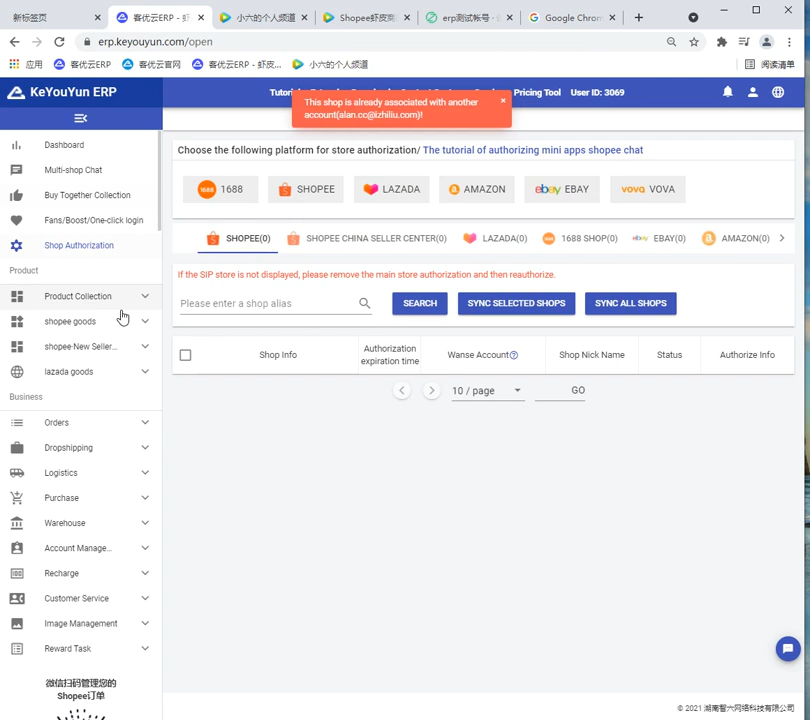 新标签页
客优云ERP - 虾皮
小六的个人频道
Shopee虾皮商
erp测试帐号 -
Google Chrom
erp.keyouyun.com/open
应用
客优云ERP
客优云官网
客优云ERP - 虾皮...
小六的个人频道
阅读清单
KeYouYun ERP
Pricing Tool
User ID: 3069
This shop is already associated with another
account(alan.cc@izhiliu.com)!
Dashboard
Multi-shop Chat
Buy Together Collection
Fans/Boost/One-click login
Shop Authorization
Product
Product Collection
shopee goods
shopee-New Seller...
lazada goods
Business
Orders
Dropshipping
Logistics
Purchase
Warehouse
Account Manage...
Recharge
Customer Service
Image Management
Reward Task
微信扫码管理您的
Shopee订单
Choose the following platform for store authorization/ The tutorial of authorizing mini apps shopee chat
1688 1688
SHOPEE
LAZADA
AMAZON
ebay EBAY
vova VOVA
SHOPEE(0)
SHOPEE CHINA SELLER CENTER(0)
LAZADA(0)
1688 SHOP(0)
EBAY(0)
AMAZON(0)
If the SIP store is not displayed, please remove the main store authorization and then reauthorize.
Please enter a shop alias
SEARCH
SYNC SELECTED SHOPS
SYNC ALL SHOPS
Shop Info
Authorization
expiration time
Wanse Account
Shop Nick Name
Status
Authorize Info
10 / page
GO
© 2021 湖南智六网络科技有限公司